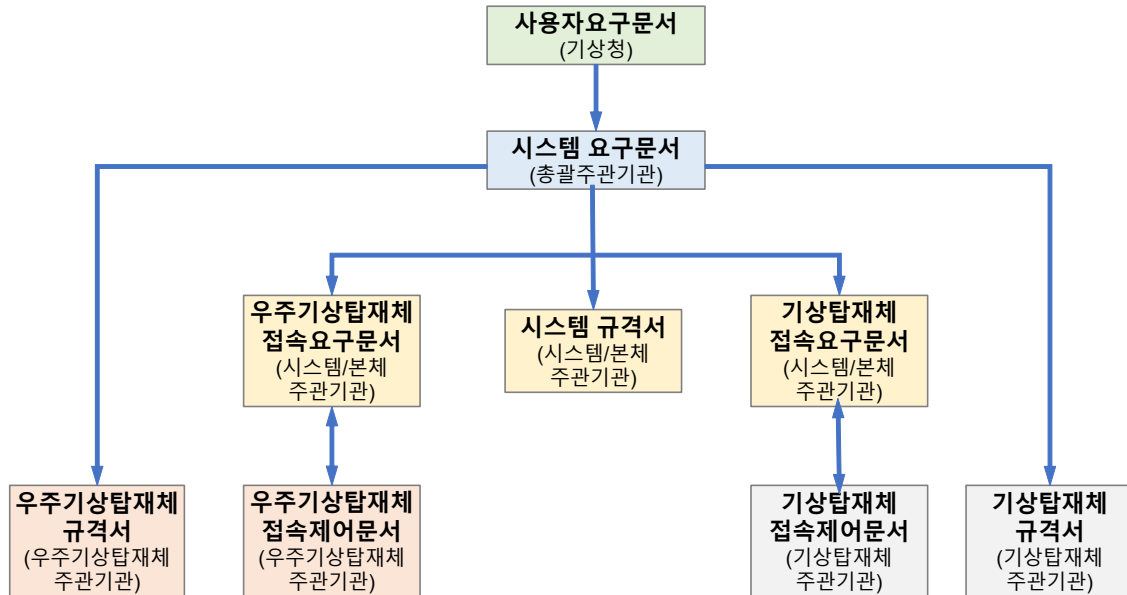 사용자요구문서
(기상청)
시스템 요구문서
(총괄주관기관)
우주기상탑재체
접속요구문서
(시스템/본체
주관기관)
시스템 규격서
(시스템/본체
주관기관)
기상탑재체
접속요구문서
(시스템/본체
주관기관)
우주기상탑재체
규격서
(우주기상탑재체
주관기관)
우주기상탑재체
접속제어문서
(우주기상탑재체
주관기관)
기상탑재체
접속제어문서
(기상탑재체
주관기관)
기상탑재체
규격서
(기상탑재체
주관기관)